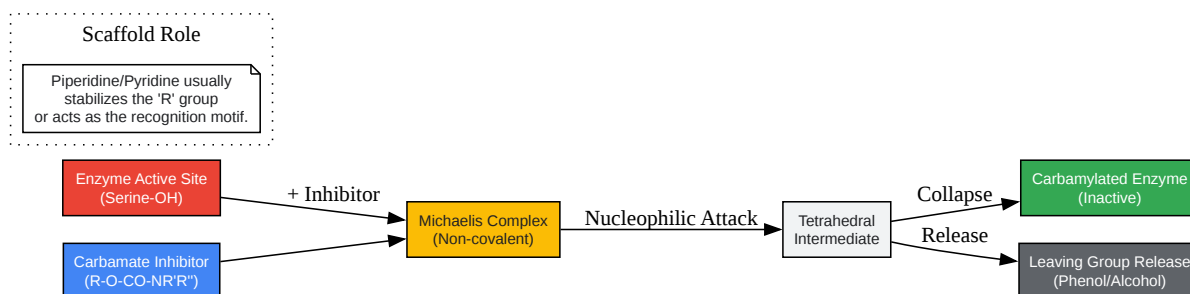 Scaffold Role
Piperidine/Pyridine usually
stabilizes the 'R' group
or acts as the recognition motif.
Enzyme Active Site
(Serine-OH)
+ Inhibitor
Carbamate Inhibitor
(R-O-CO-NR'R'')
Michaelis Complex
(Non-covalent)
Nucleophilic Attack
Tetrahedral
Intermediate
Collapse
Release
Carbamylated Enzyme
(Inactive)
Leaving Group Release
(Phenol/Alcohol)